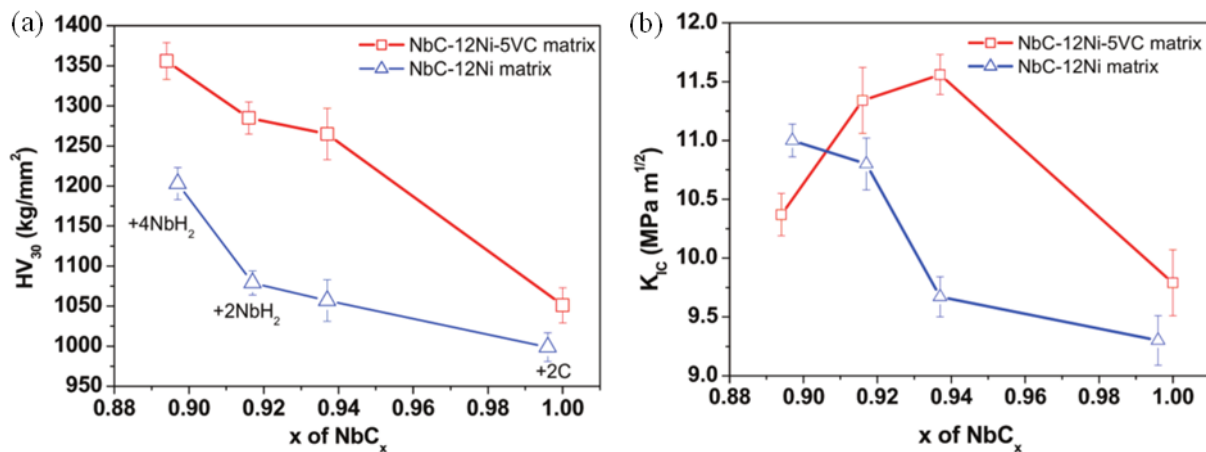 (a)
HV30 (kg/mm2)
1400
1350
1300
1250
1200
1150
1100
1050
1000
950
NbC-12Ni-5VC matrix
NbC-12Ni matrix
+4NbH2
+2NbH2
+2C
0.88 0.90 0.92 0.94 0.96 0.98 1.00
x of NbCx
(b)
KIC (MPa m1/2)
12.0
11.5
11.0
10.5
10.0
9.5
9.0
NbC-12Ni-5VC matrix
NbC-12Ni matrix
0.88 0.90 0.92 0.94 0.96 0.98 1.00
x of NbCx